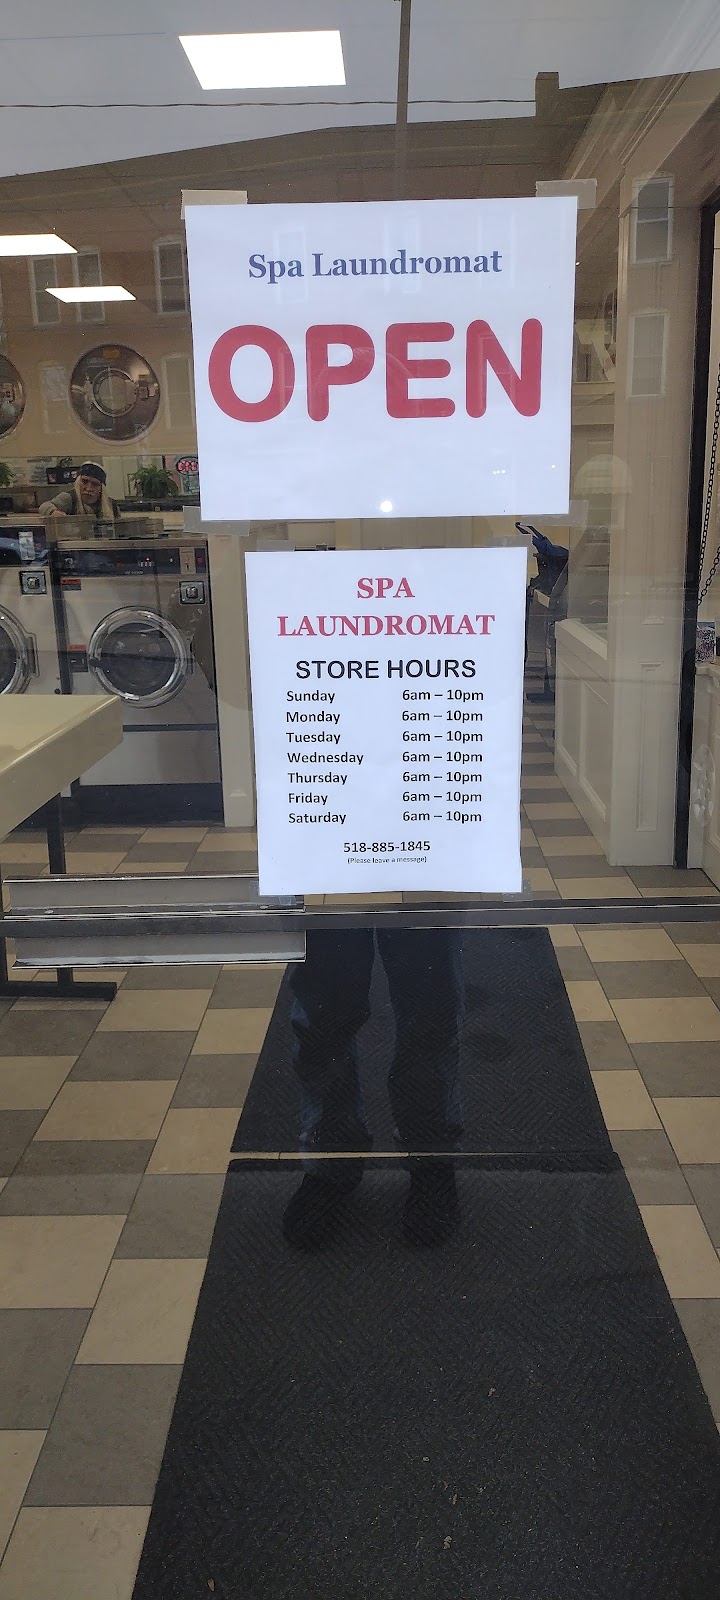 Spa Laundromat
OPEN
SPA
LAUNDROMAT
STORE HOURS
Sunday 6am – 10pm
Monday 6am – 10pm
Tuesday 6am – 10pm
Wednesday 6am – 10pm
Thursday 6am – 10pm
Friday 6am – 10pm
Saturday 6am – 10pm
518-885-1845
(Please leave a message)